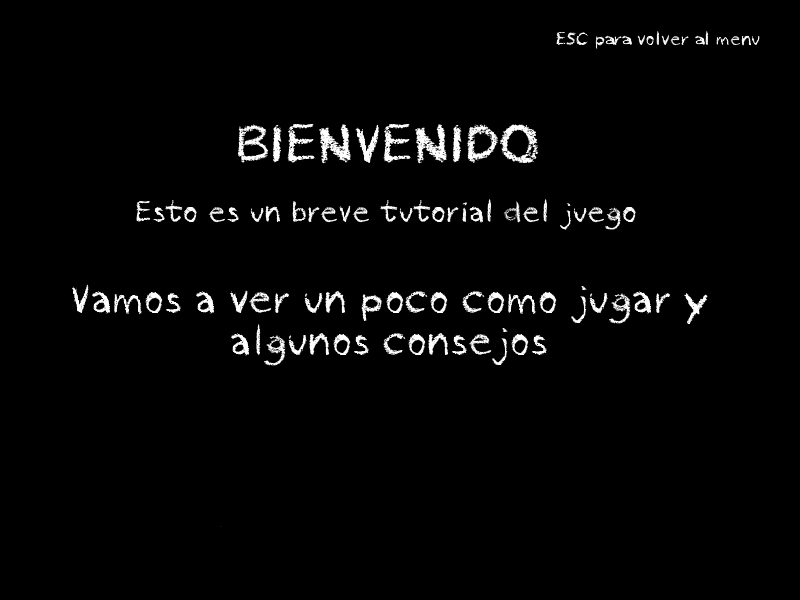 ESC para volver al menu
BIENVENIDO
Esto es un breve tutorial del juego
Vamos a ver un poco como jugar y
algunos consejos